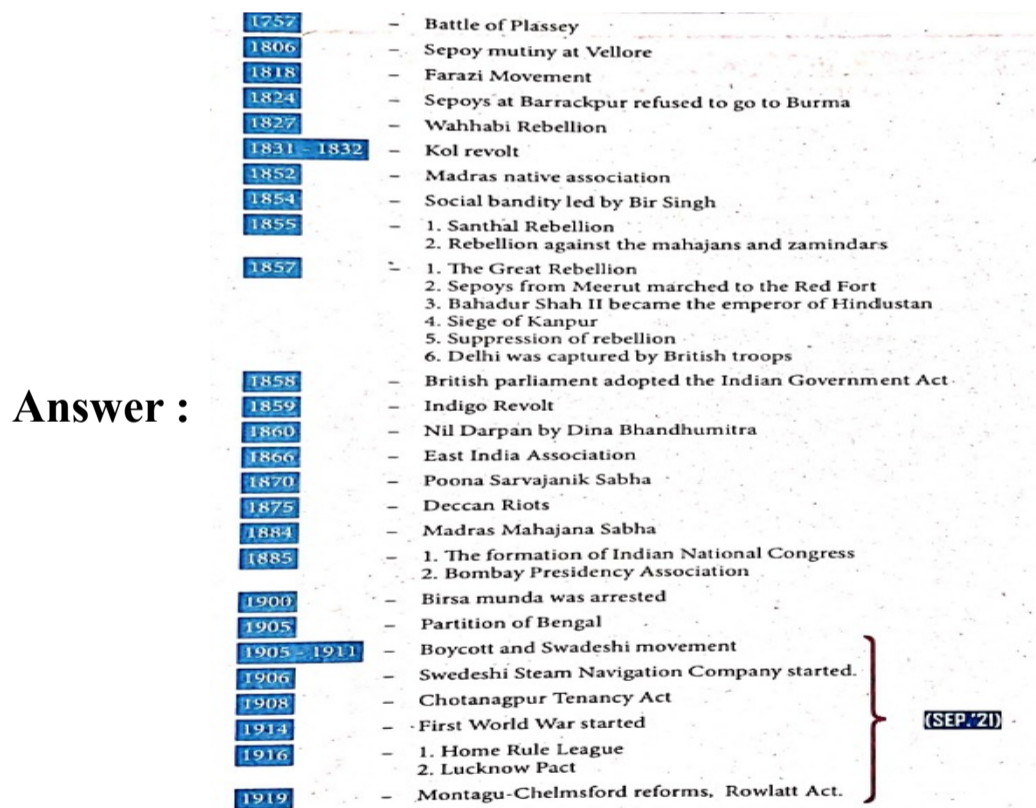 1757 – Battle of Plassey
1806 – Sepoy mutiny at Vellore
1818 – Farazi Movement
1824 – Sepoys at Barrackpur refused to go to Burma
1827 – Wahhabi Rebellion
1831 - 1832 – Kol revolt
1852 – Madras native association
1854 – Social bandity led by Bir Singh
1855 – 1. Santhal Rebellion
2. Rebellion against the mahajans and zamindars
1857 – 1. The Great Rebellion
2. Sepoys from Meerut marched to the Red Fort
3. Bahadur Shah II became the emperor of Hindustan
4. Siege of Kanpur
5. Suppression of rebellion
6. Delhi was captured by British troops
1858 – British parliament adopted the Indian Government Act
Answer :
1859 – Indigo Revolt
1860 – Nil Darpan by Dina Bhandhumitra
1866 – East India Association
1870 – Poona Sarvajanik Sabha
1875 – Deccan Riots
1884 – Madras Mahajana Sabha
1885 – 1. The formation of Indian National Congress
2. Bombay Presidency Association
1900 – Birsa munda was arrested
1905 – Partition of Bengal
1905 - 1911 – Boycott and Swadeshi movement
1906 – Swedeshi Steam Navigation Company started.
1908 – Chotanagpur Tenancy Act
1914 – First World War started
(SEP.'21)
1916 – 1. Home Rule League
2. Lucknow Pact
1919 – Montagu-Chelmsford reforms, Rowlatt Act.